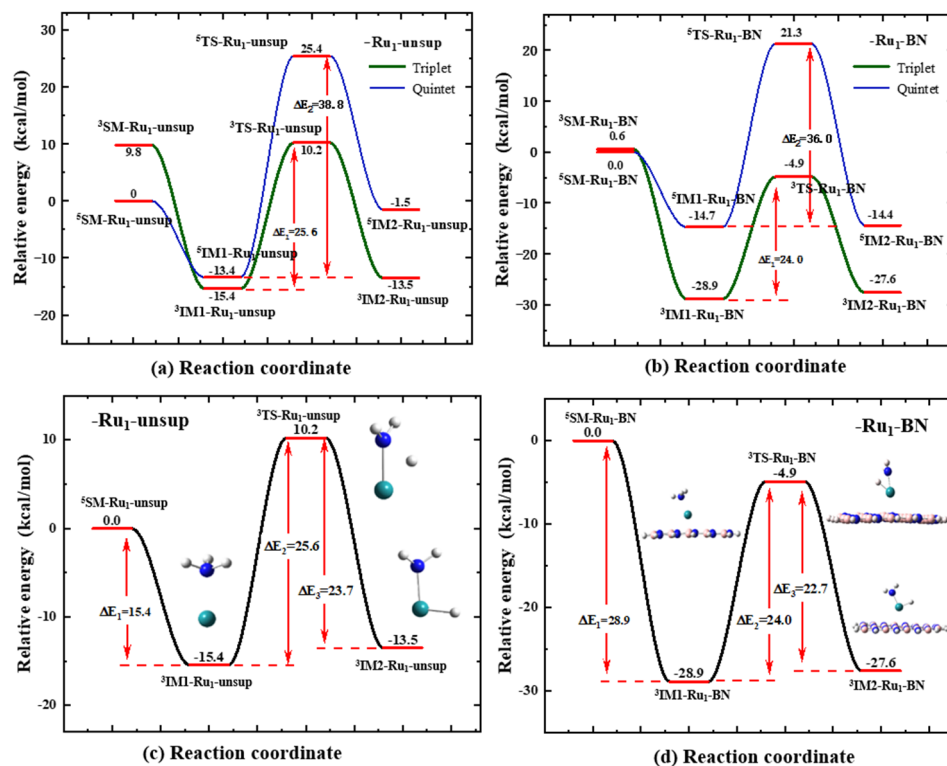 -Ru₁-unsup
⁵TS-Ru₁-unsup
25.4
Triplet
Quintet
³SM-Ru₁-unsup
9.8
ΔE₂=38.8
³TS-Ru₁-unsup
10.2
0
⁵SM-Ru₁-unsup
ΔE₁=25.6
-1.5
⁵IM2-Ru₁-unsup
⁵IM1-Ru₁-unsup
-13.4
-15.4
³IM1-Ru₁-unsup
-13.5
³IM2-Ru₁-unsup
30
20
10
0
−10
−20
Relative energy (kcal/mol)
(a) Reaction coordinate
-Ru₁-BN
⁵TS-Ru₁-BN
21.3
Triplet
Quintet
³SM-Ru₁-BN
0.6
0.0
⁵SM-Ru₁-BN
ΔE₂=36.0
-4.9
³TS-Ru₁-BN
⁵IM1-Ru₁-BN
-14.7
-14.4
⁵IM2-Ru₁-BN
ΔE₁=24.0
-28.9
³IM1-Ru₁-BN
-27.6
³IM2-Ru₁-BN
20
10
0
−10
−20
−30
Relative energy (kcal/mol)
(b) Reaction coordinate
-Ru₁-unsup
³TS-Ru₁-unsup
10.2
⁵SM-Ru₁-unsup
0.0
ΔE₁=15.4
ΔE₂=25.6
ΔE₃=23.7
-15.4
³IM1-Ru₁-unsup
-13.5
³IM2-Ru₁-unsup
10
0
−10
−20
Relative energy (kcal/mol)
(c) Reaction coordinate
⁵SM-Ru₁-BN
0.0
-Ru₁-BN
³TS-Ru₁-BN
-4.9
ΔE₁=28.9
ΔE₂=24.0
ΔE₃=22.7
-28.9
³IM1-Ru₁-BN
-27.6
³IM2-Ru₁-BN
0
−10
−20
−30
Relative energy (kcal/mol)
(d) Reaction coordinate